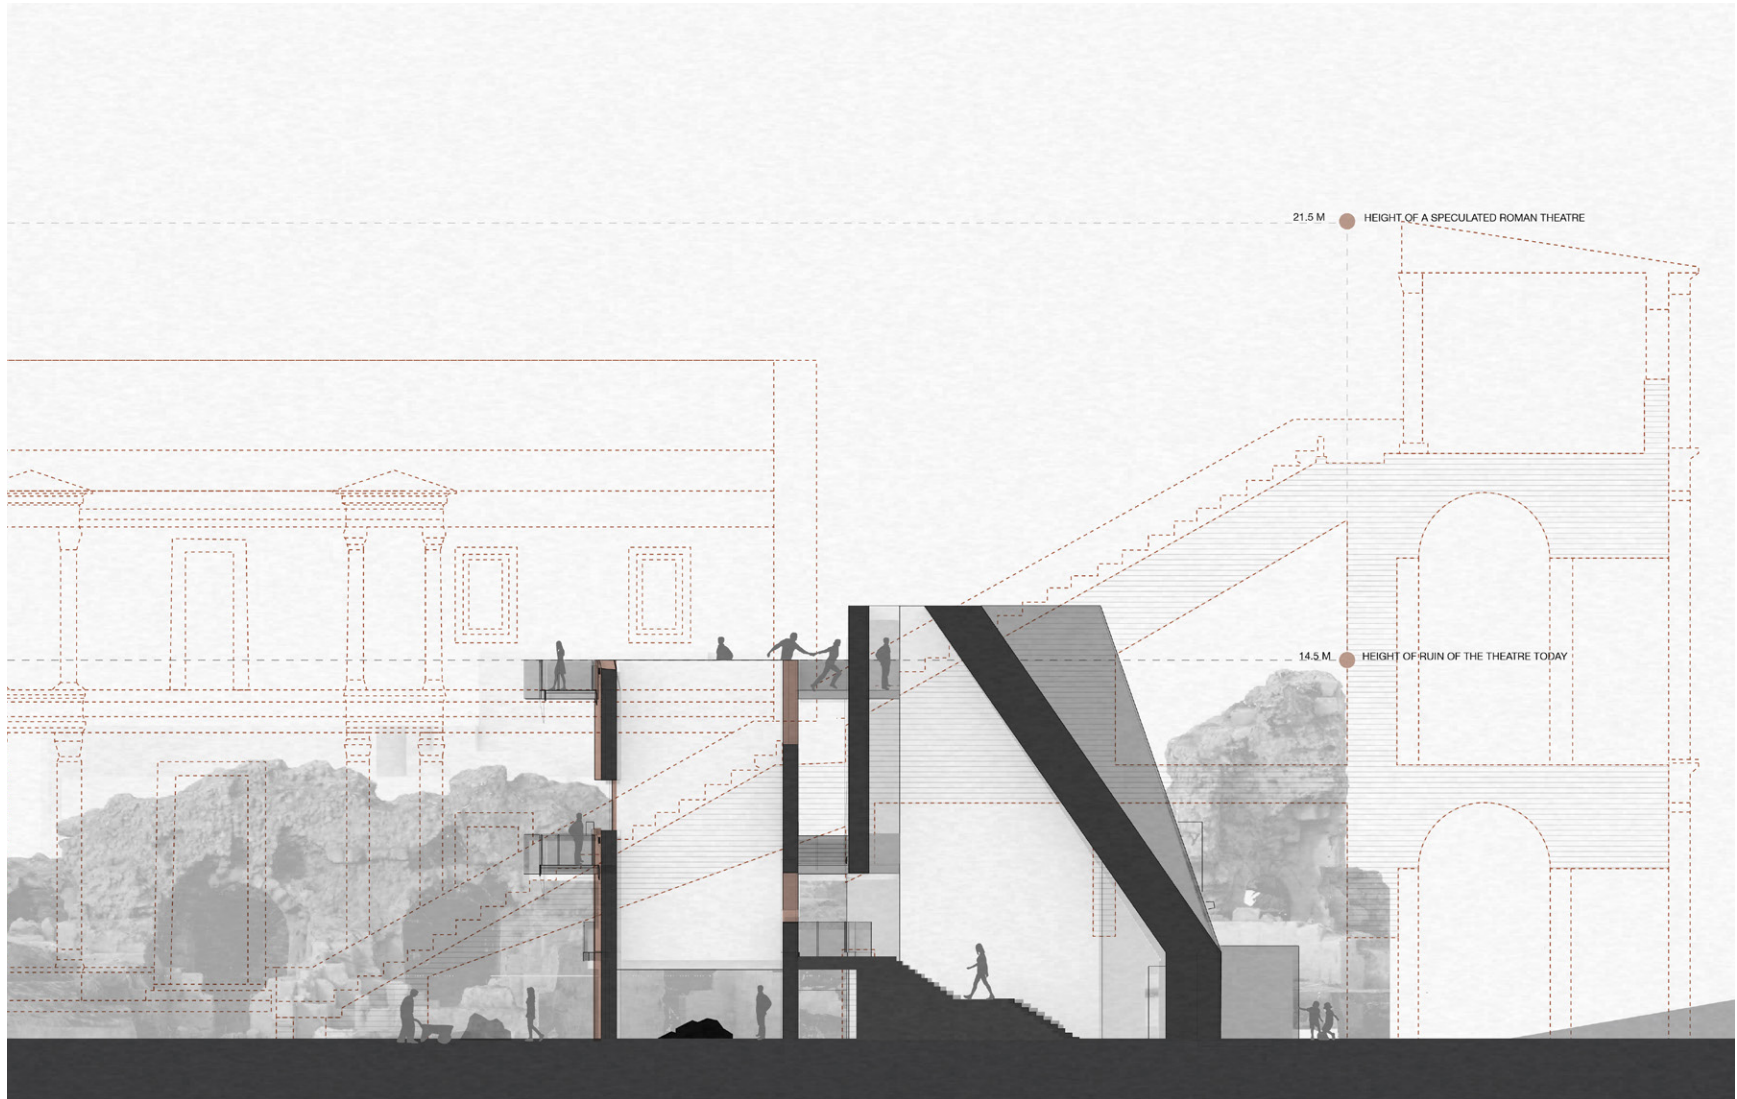 21.5 M HEIGHT OF A SPECULATED ROMAN THEATRE
14.5 M HEIGHT OF RUIN OF THE THEATRE TODAY